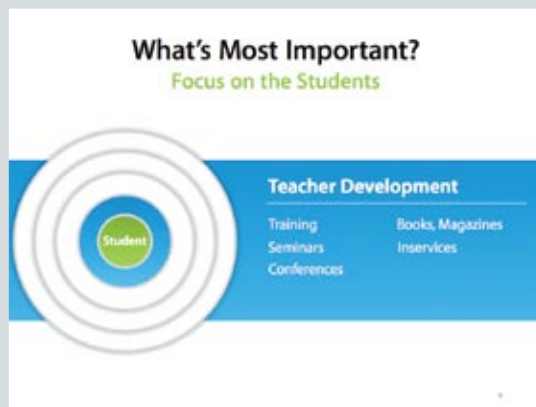 What's Most Important?
Focus on the Students
Student
Teacher Development
Training
Seminars
Conferences
Books, Magazines
Inservices